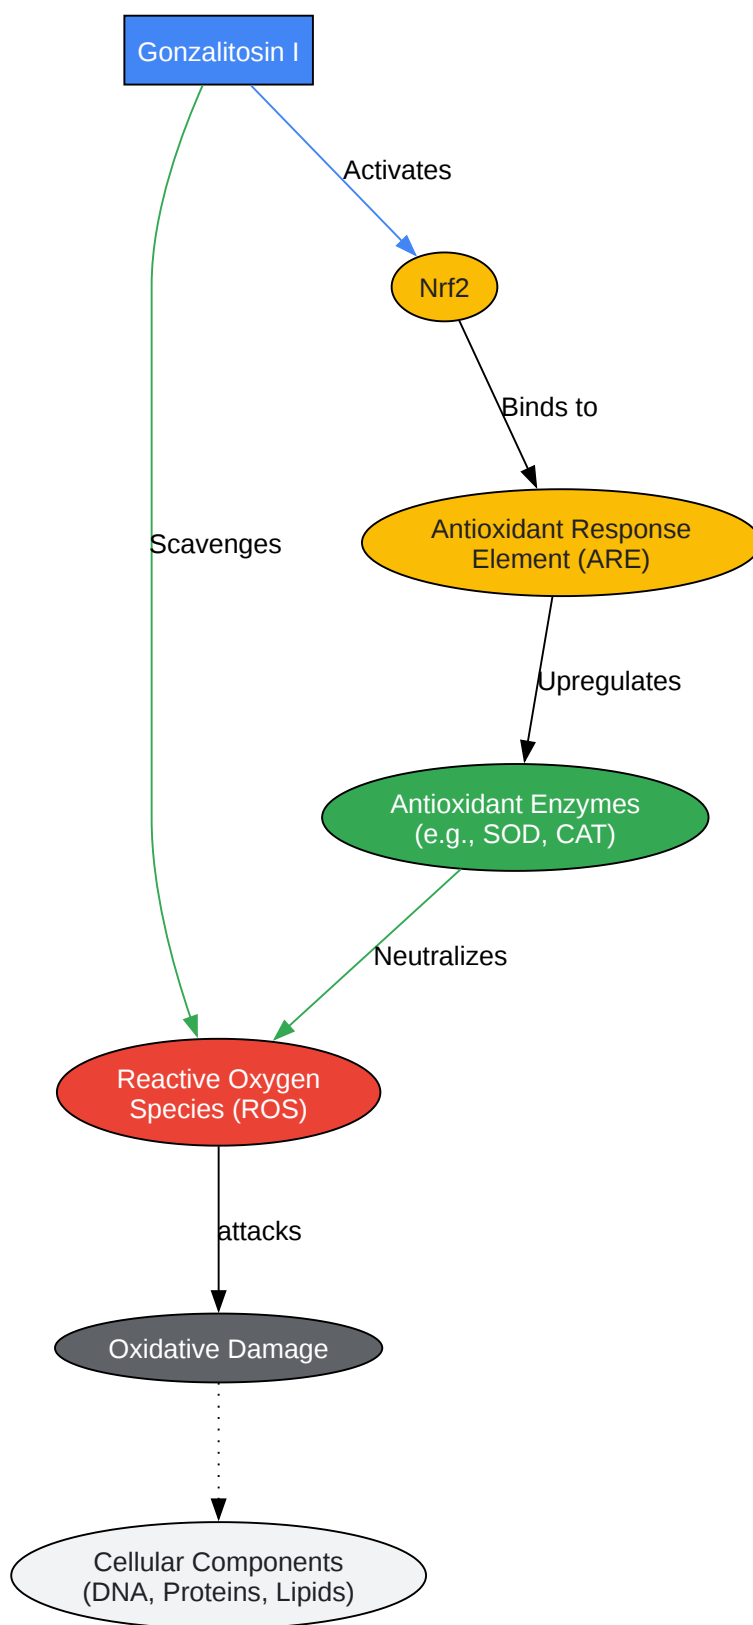 Gonzalitosin I
Activates
Nrf2
Binds to
Antioxidant Response
Element (ARE)
Scavenges
Upregulates
Antioxidant Enzymes
(e.g., SOD, CAT)
Neutralizes
Reactive Oxygen
Species (ROS)
attacks
Oxidative Damage
Cellular Components
(DNA, Proteins, Lipids)